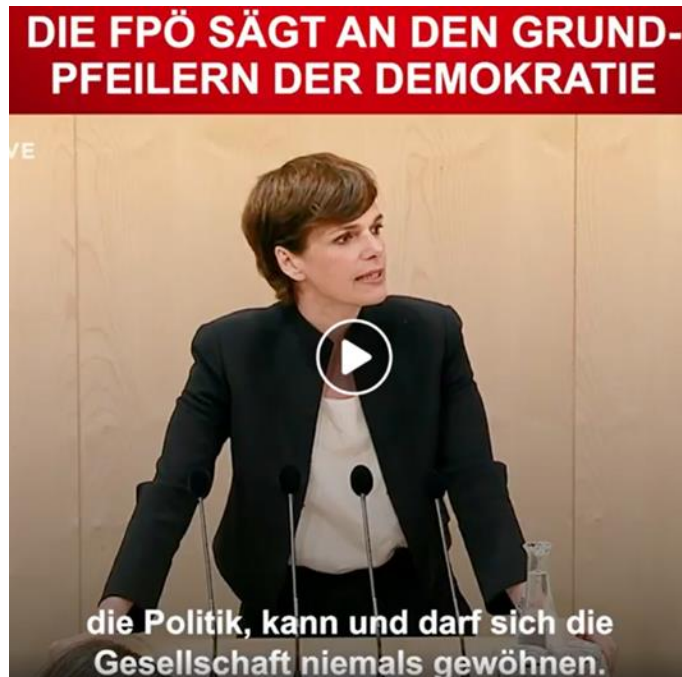 DIE FPÖ SÄGT AN DEN GRUND-
PFEILERN DER DEMOKRATIE
VE
die Politik, kann und darf sich die
Gesellschaft niemals gewöhnen.